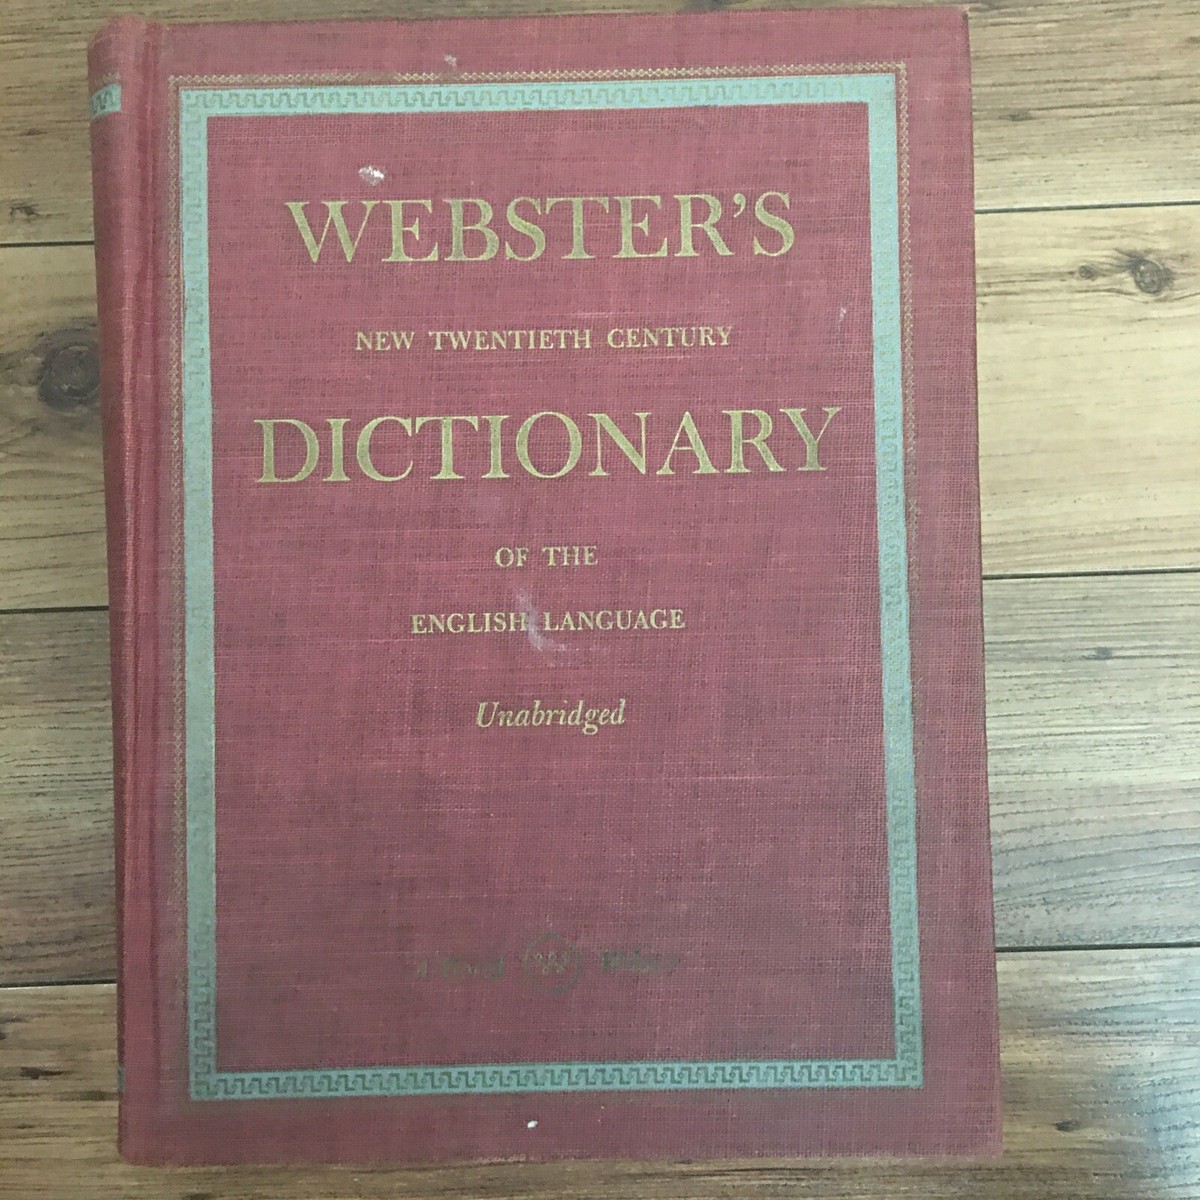 WEBSTER'S
NEW TWENTIETH CENTURY
DICTIONARY
OF THE
ENGLISH LANGUAGE
Unabridged
W